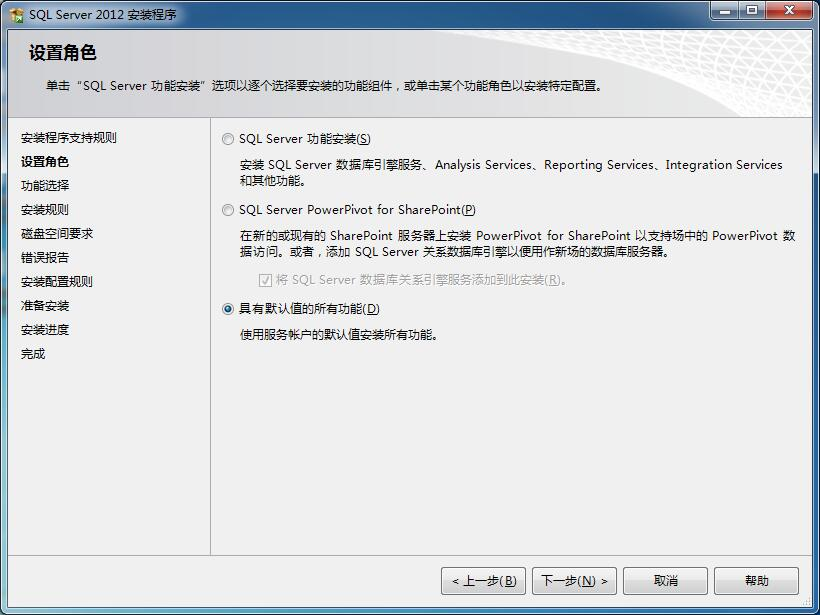 SQL Server 2012 安装程序
设置角色
单击“SQL Server 功能安装”选项以逐个选择要安装的功能组件，或单击某个功能角色以安装特定配置。
安装程序支持规则
设置角色
功能选择
安装规则
磁盘空间要求
错误报告
安装配置规则
准备安装
安装进度
完成
SQL Server 功能安装(S)
安装 SQL Server 数据库引擎服务、Analysis Services、Reporting Services、Integration Services
和其他功能。
SQL Server PowerPivot for SharePoint(P)
在新的或现有的 SharePoint 服务器上安装 PowerPivot for SharePoint 以支持场中的 PowerPivot 数
据访问。或者，添加 SQL Server 关系数据库引擎以便用作新场的数据库服务器。
将 SQL Server 数据库关系引擎服务添加到此安装(R)。
具有默认值的所有功能(D)
使用服务帐户的默认值安装所有功能。
< 上一步(B) 下一步(N) > 取消 帮助